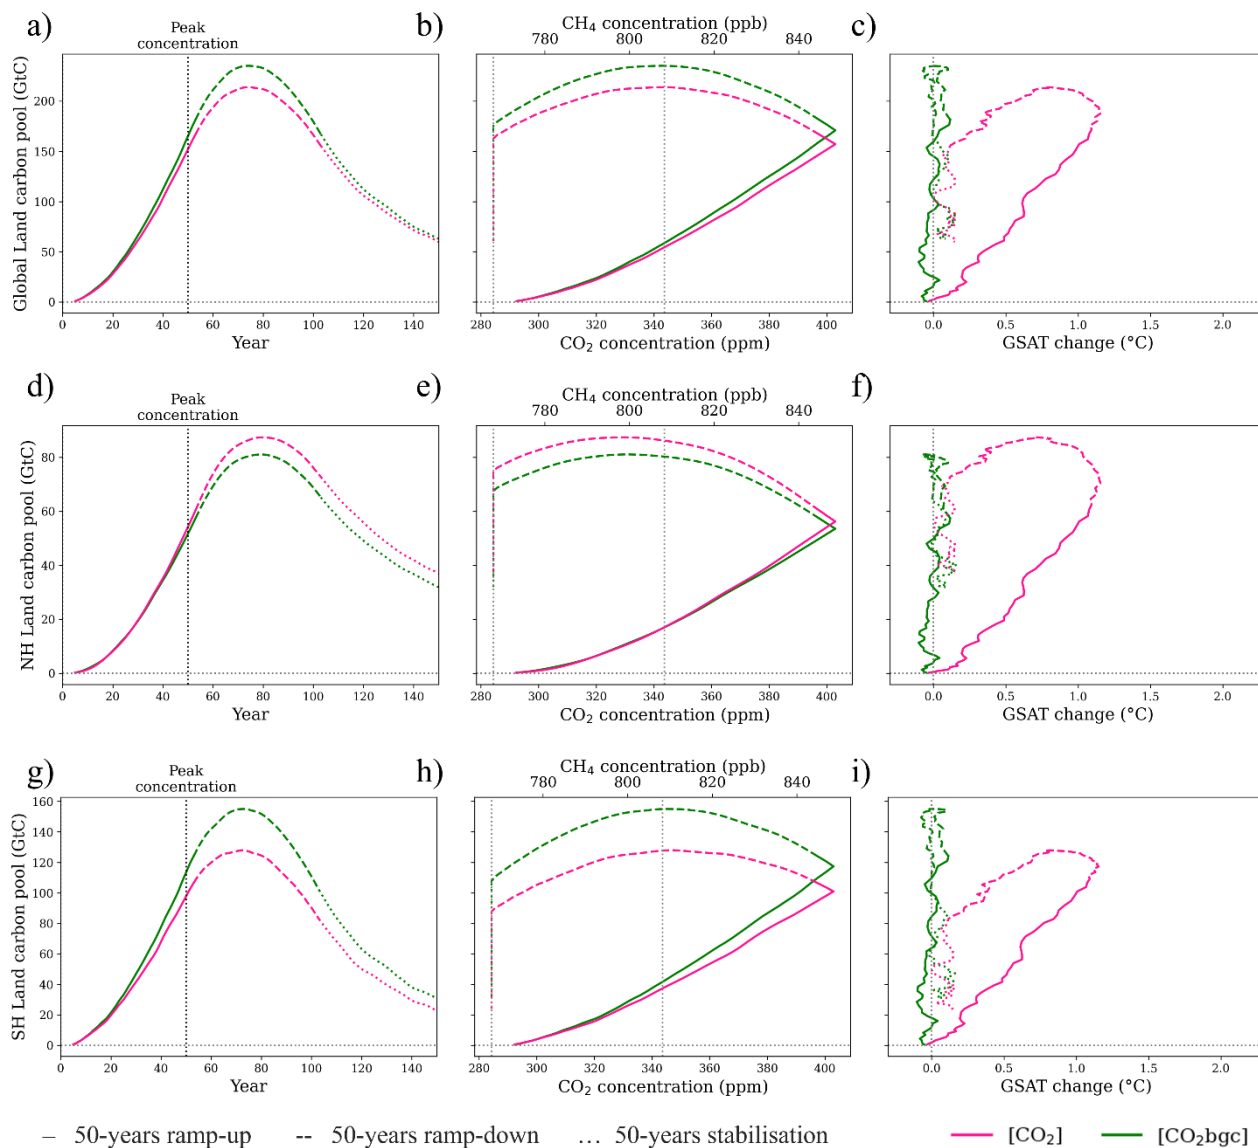 a)
Peak
concentration
Global Land carbon pool (GtC)
200
150
100
50
0
0 20 40 60 80 100 120 140
Year
b)
CH₄ concentration (ppb)
780 800 820 840
280 300 320 340 360 380 400
CO₂ concentration (ppm)
c)
0.0 0.5 1.0 1.5 2.0
GSAT change (°C)
d)
Peak
concentration
NH Land carbon pool (GtC)
80
60
40
20
0
0 20 40 60 80 100 120 140
Year
e)
CH₄ concentration (ppb)
780 800 820 840
280 300 320 340 360 380 400
CO₂ concentration (ppm)
f)
0.0 0.5 1.0 1.5 2.0
GSAT change (°C)
g)
Peak
concentration
SH Land carbon pool (GtC)
160
140
120
100
80
60
40
20
0
0 20 40 60 80 100 120 140
Year
h)
CH₄ concentration (ppb)
780 800 820 840
280 300 320 340 360 380 400
CO₂ concentration (ppm)
i)
0.0 0.5 1.0 1.5 2.0
GSAT change (°C)
– 50-years ramp-up -- 50-years ramp-down … 50-years stabilisation [CO₂] [CO₂bgc]